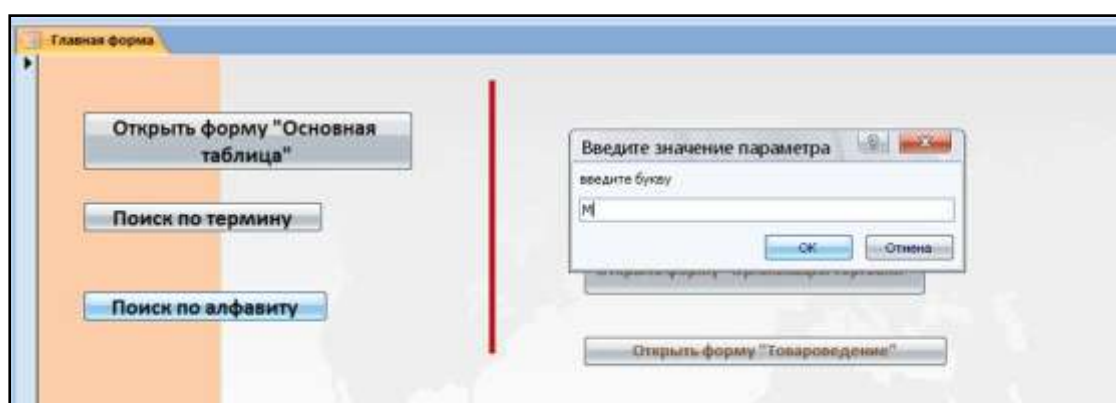 Главная форма
Открыть форму "Основная
таблица"
Поиск по термину
Поиск по алфавиту
Введите значение параметра
введите букву
М
ОК
Отмена
Открыть форму "Товароведение"